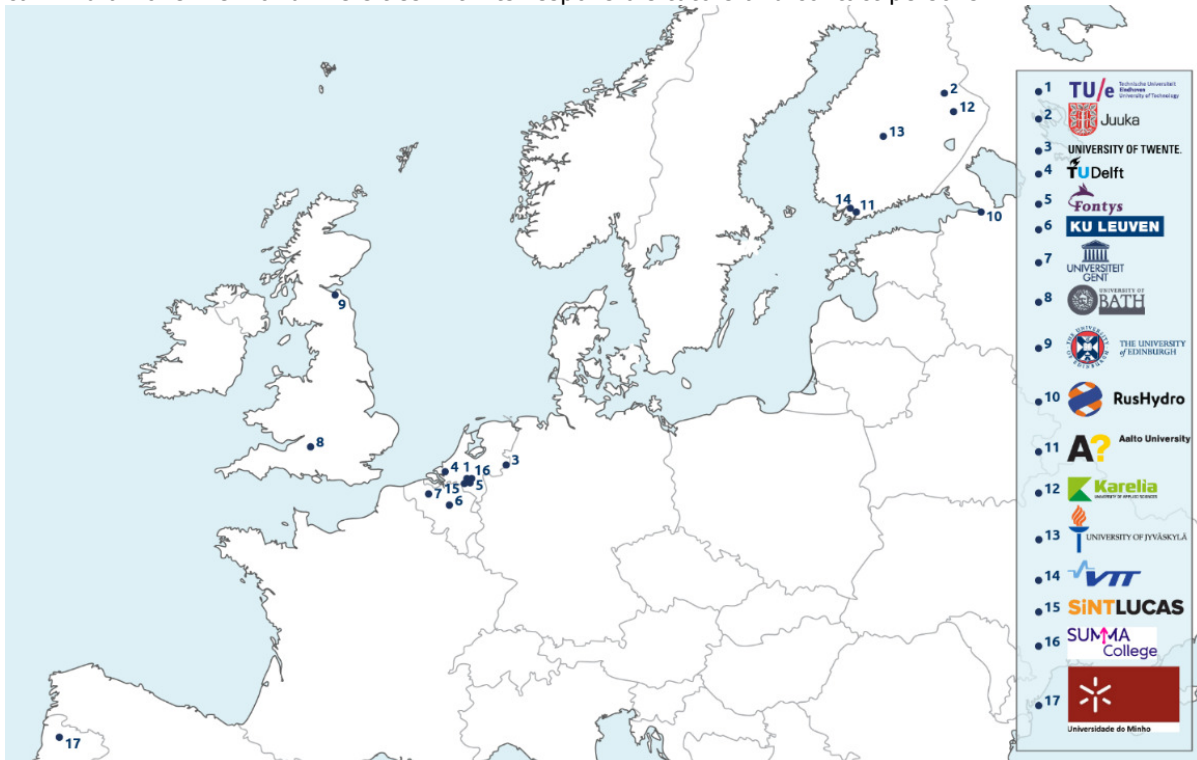 2
12
13
14
11
10
9
8
3
4
1
16
15
5
7
6
17
1
TU/e
Technische Universiteit
Eindhoven
University of Technology
2
Juuka
3
UNIVERSITY OF TWENTE.
4
TUDelft
5
Fontys
6
KU LEUVEN
7
UNIVERSITEIT
GENT
8
UNIVERSITY OF
BATH
9
THE UNIVERSITY
of EDINBURGH
10
RusHydro
11
A?
Aalto University
12
Karelia
UNIVERSITY OF APPLIED SCIENCES
13
UNIVERSITY OF JYVÄSKYLÄ
14
VTT
15
SiNTLUCAS
16
SUMMA
College
17
Universidade do Minho